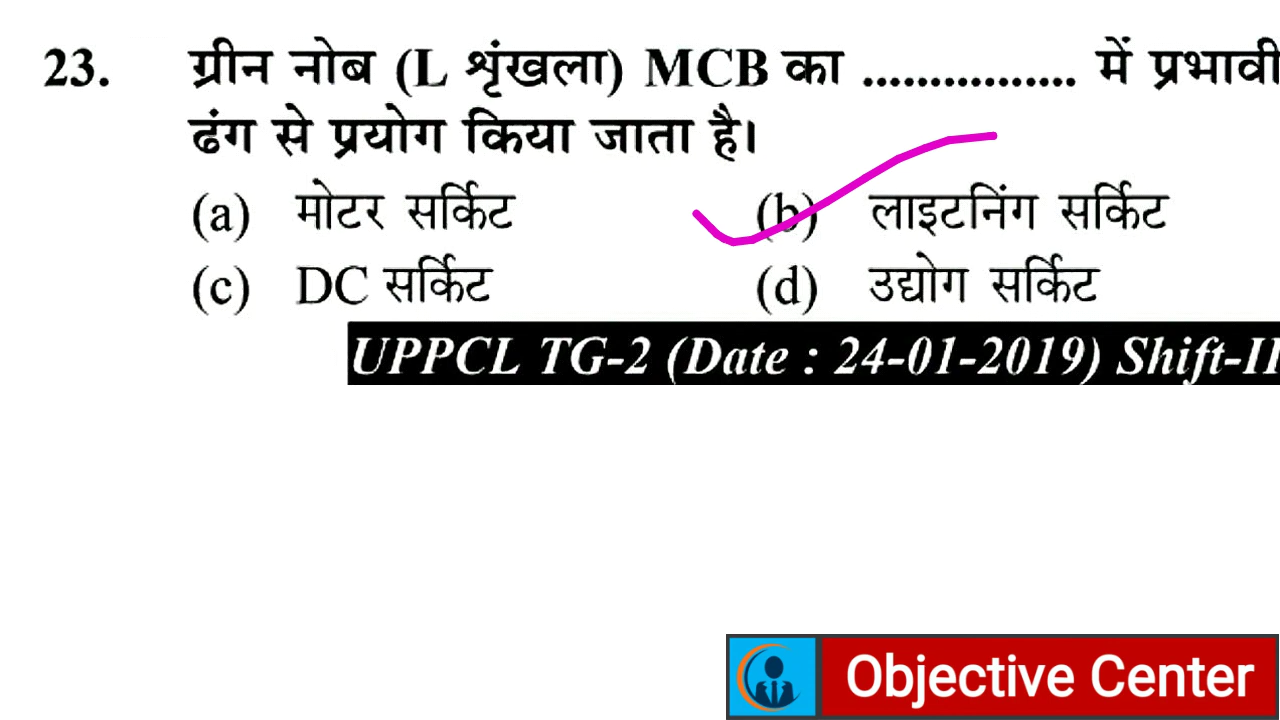 23. ग्रीन नोब (L शृंखला) MCB का ................ में प्रभावी
ढंग से प्रयोग किया जाता है।
(a) मोटर सर्किट (b) लाइटनिंग सर्किट
(c) DC सर्किट (d) उद्योग सर्किट
UPPCL TG-2 (Date : 24-01-2019) Shift-II
Objective Center